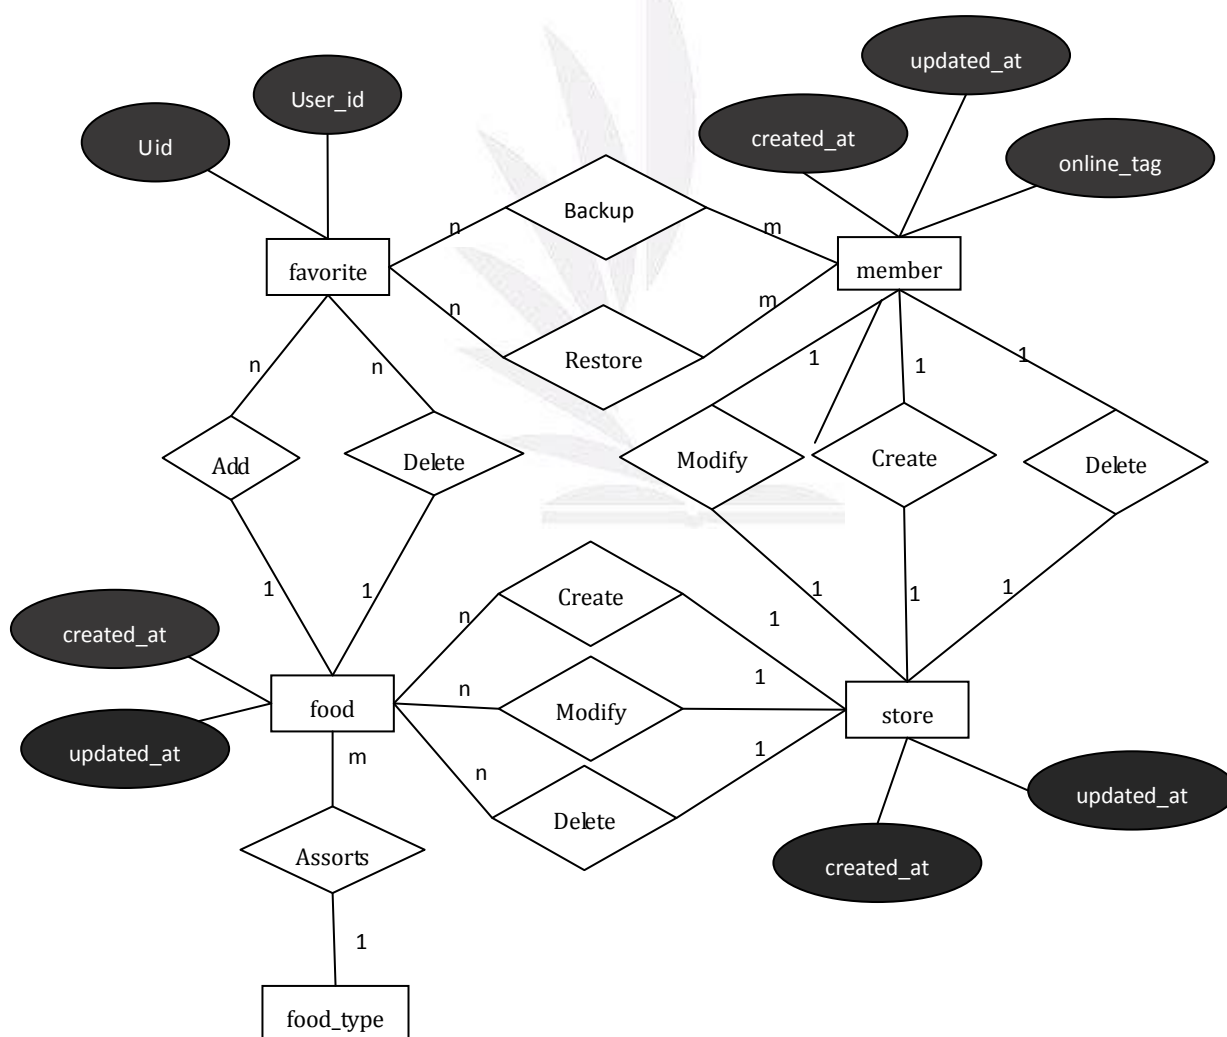 updated_at
User_id
created_at
Uid
online_tag
Backup
n
m
favorite
member
n
m
Restore
n
n
1
1
1
Add
Delete
Modify
Create
Delete
1
1
Create
n
1
1
1
1
created_at
n
1
food
Modify
store
updated_at
m
n
1
updated_at
Delete
Assorts
created_at
1
food_type